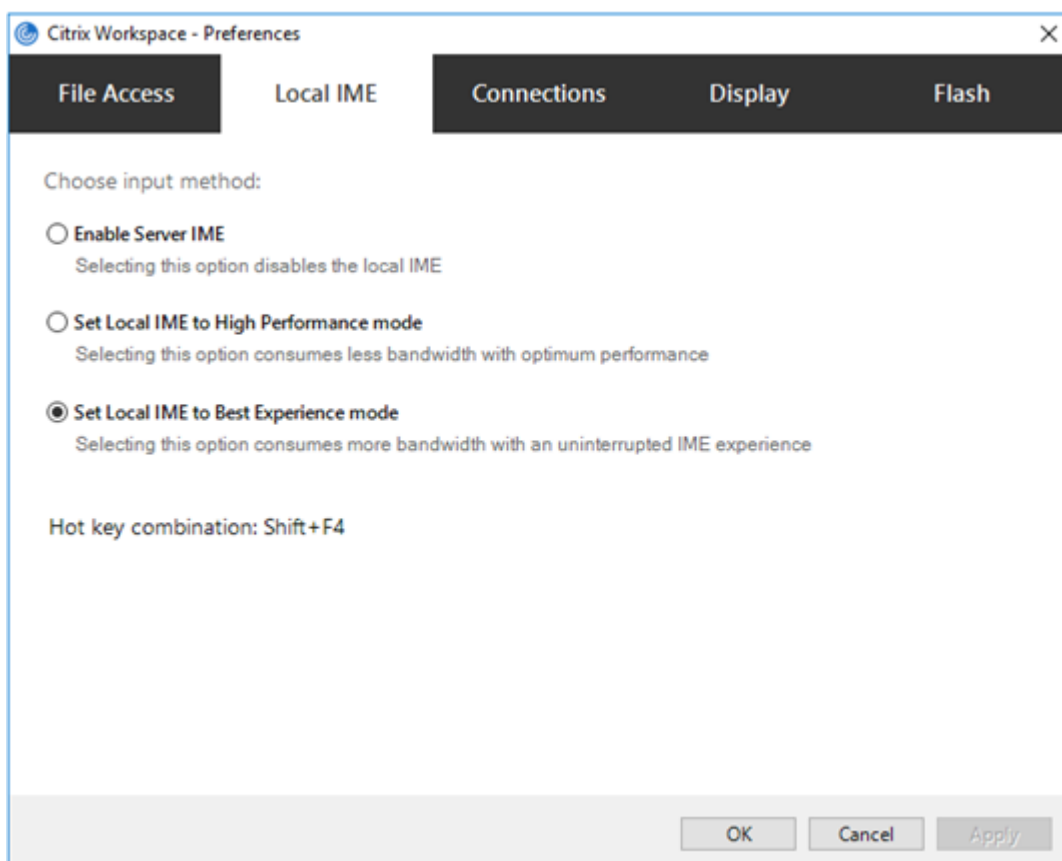 Citrix Workspace - Preferences
File Access Local IME Connections Display Flash
Choose input method:
Enable Server IME
Selecting this option disables the local IME
Set Local IME to High Performance mode
Selecting this option consumes less bandwidth with optimum performance
Set Local IME to Best Experience mode
Selecting this option consumes more bandwidth with an uninterrupted IME experience
Hot key combination: Shift+F4
OK Cancel Apply